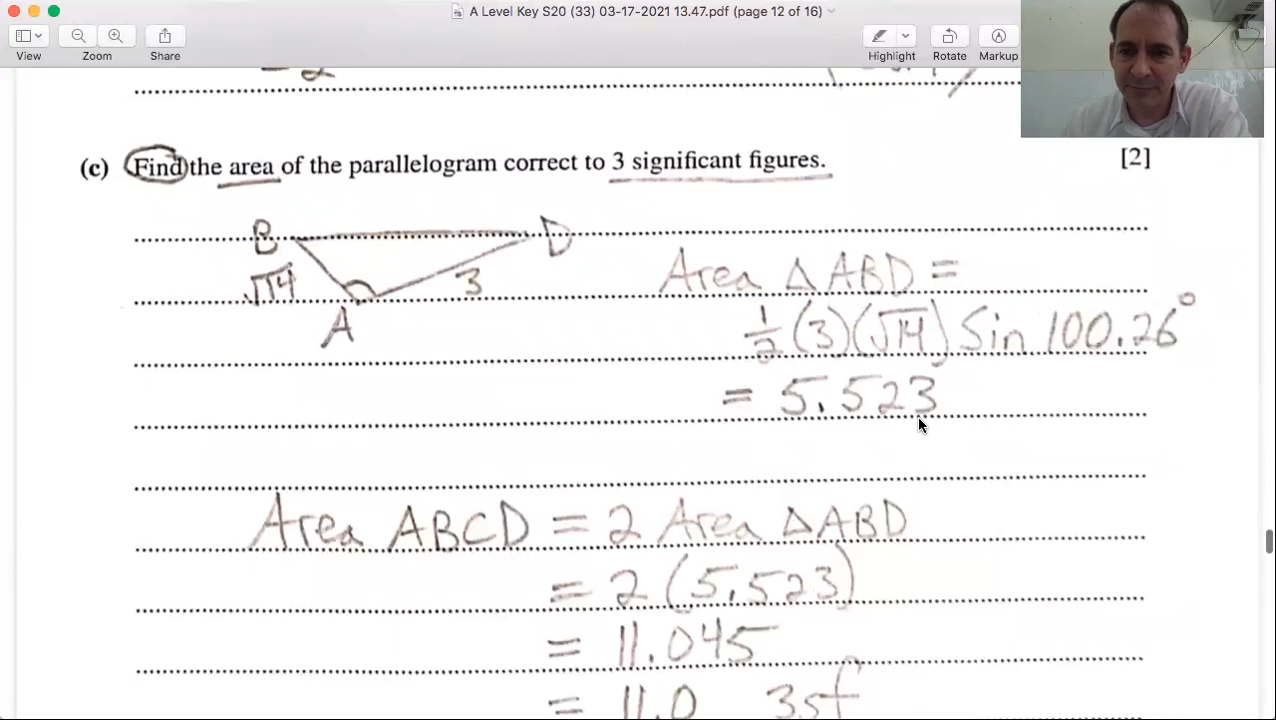 A Level Key S20 (33) 03-17-2021 13.47.pdf (page 12 of 16)
View Zoom Share Highlight Rotate Markup
(c) Find the area of the parallelogram correct to 3 significant figures. [2]
B D
√14 3
A
Area △ABD =
1/2 (3)(√14) Sin 100.26°
= 5.523
Area ABCD = 2 Area △ABD
= 2 (5.523)
= 11.045
= 11.0 3sf